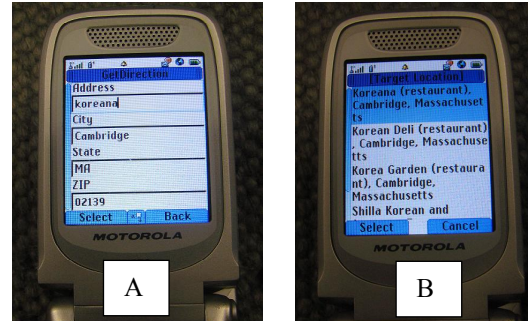 GetDirection
Address
koreana
City
Cambridge
State
MA
ZIP
02139
Select
Back
MOTOROLA
A
[Target Location]
Koreana (restaurant),
Cambridge, Massachuset
ts
Korean Deli (restaurant)
, Cambridge, Massachuse
tts
Korea Garden (restaura
nt), Cambridge,
Massachusetts
Shilla Korean and
Select
Cancel
MOTOROLA
B